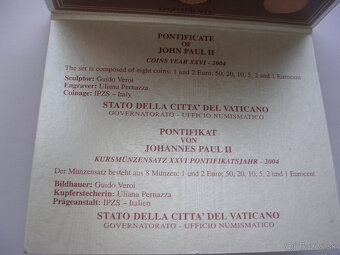 PONTIFICATE
OF
JOHN PAUL II
COINS YEAR XXVI - 2004
The set is composed of eight coins: 1 and 2 Euro; 50, 20, 10, 5, 2 and 1 Eurocent
Sculptor: Guido Veroi
Engraver: Uliana Pernazza
Coinage: IPZS - Italy
STATO DELLA CITTA' DEL VATICANO
GOVERNATORATO - UFFICIO NUMISMATICO
PONTIFIKAT
VON
JOHANNES PAUL II
KURSMÜNZENSATZ XXVI PONTIFIKATSJAHR - 2004
Der Münzensatz besteht aus 8 Münzen: 1 und 2 Euro; 50, 20, 10, 5, 2 und 1 Eurocent
Bildhauer: Guido Veroi
Kupferstecherin: Uliana Pernazza
Prägeanstalt: IPZS - Italien
STATO DELLA CITTA' DEL VATICANO
GOVERNATORATO - UFFICIO NUMISMATICO